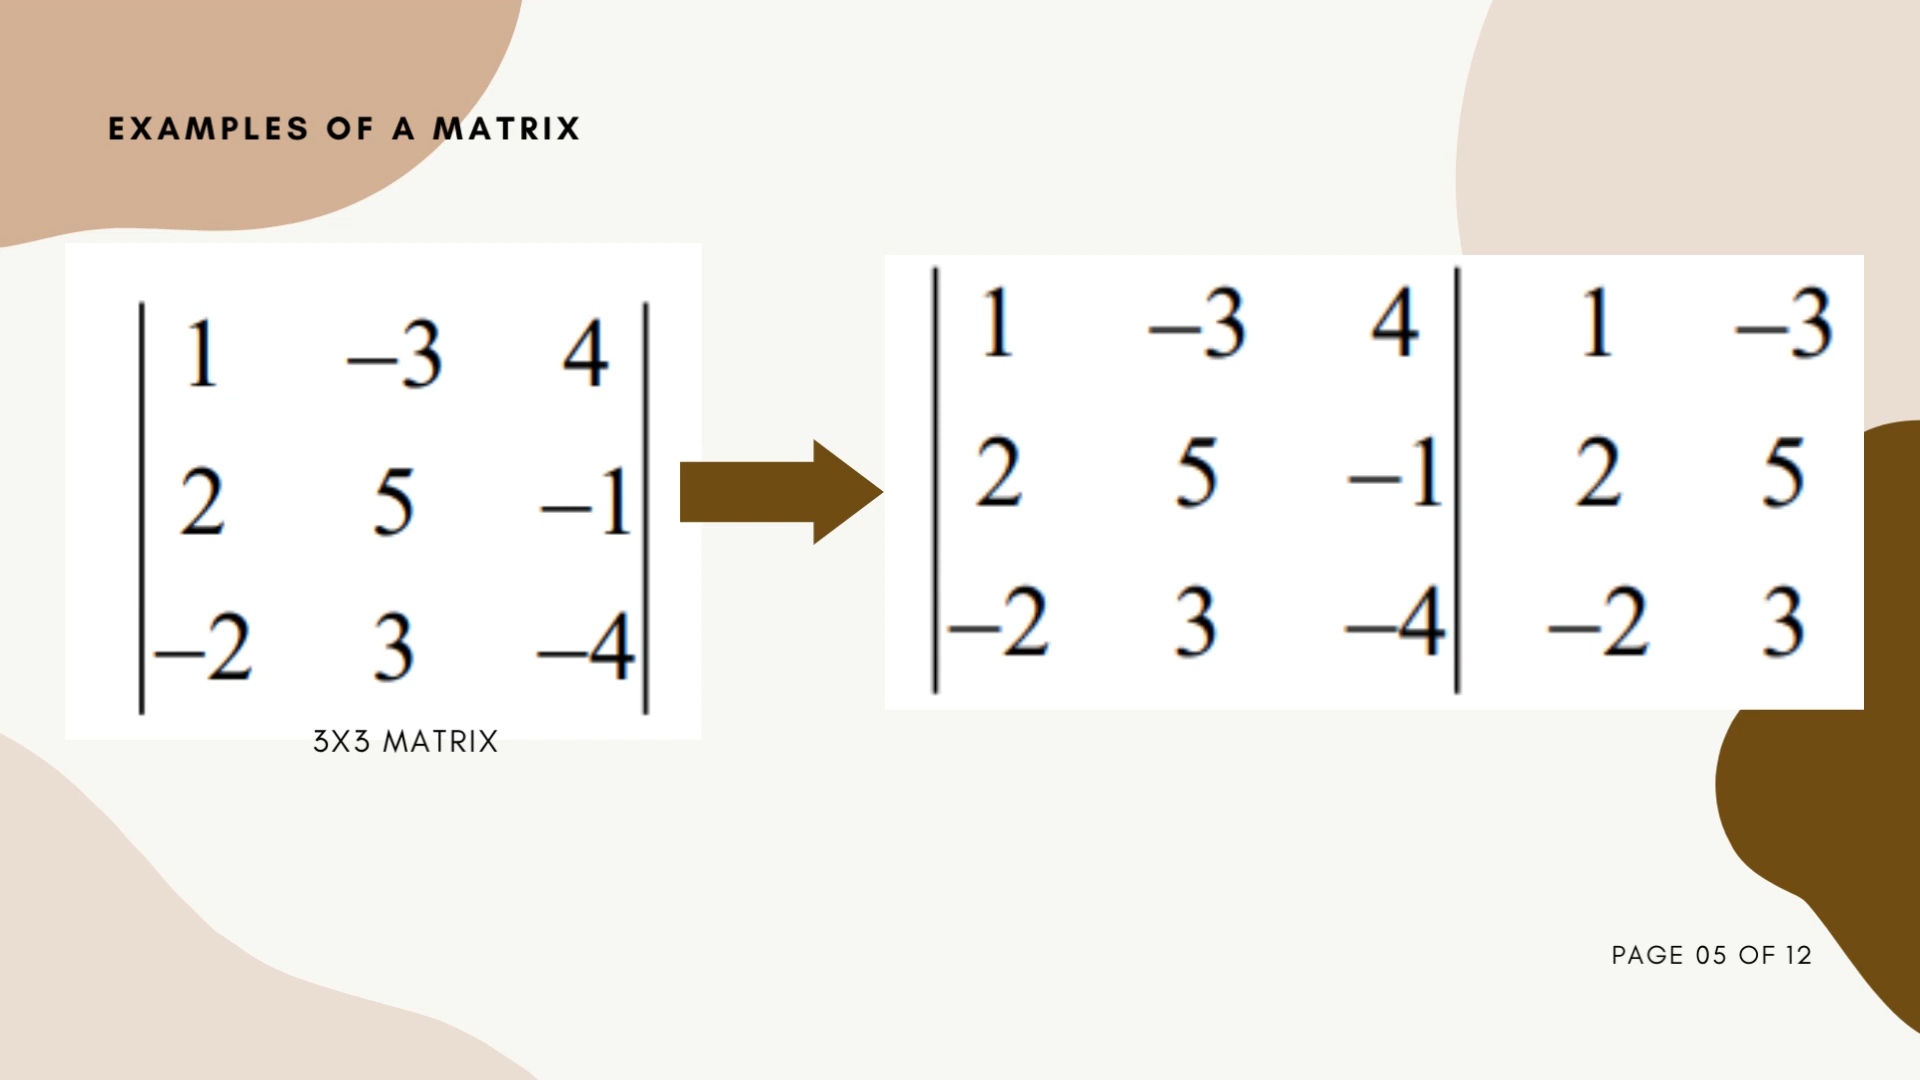 EXAMPLES OF A MATRIX
1 –3 4
2 5 –1
–2 3 –4
3X3 MATRIX
1 –3 4 1 –3
2 5 –1 2 5
–2 3 –4 –2 3
PAGE 05 OF 12